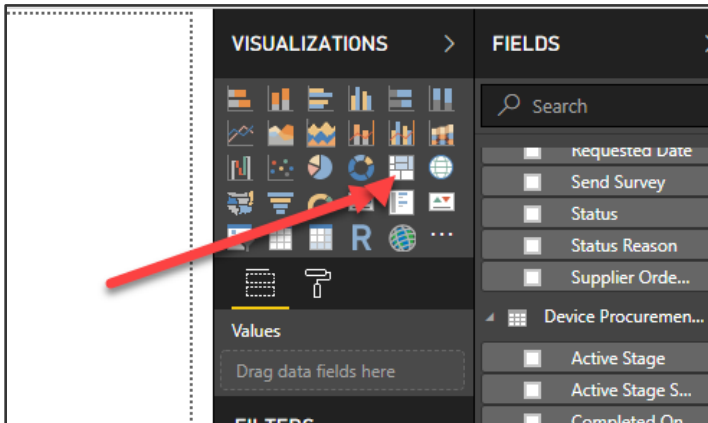 VISUALIZATIONS
FIELDS
Search
Requested Date
Send Survey
Status
Status Reason
Supplier Orde...
Device Procuremen...
Active Stage
Active Stage S...
Completed On
R
Values
Drag data fields here
FILTERS